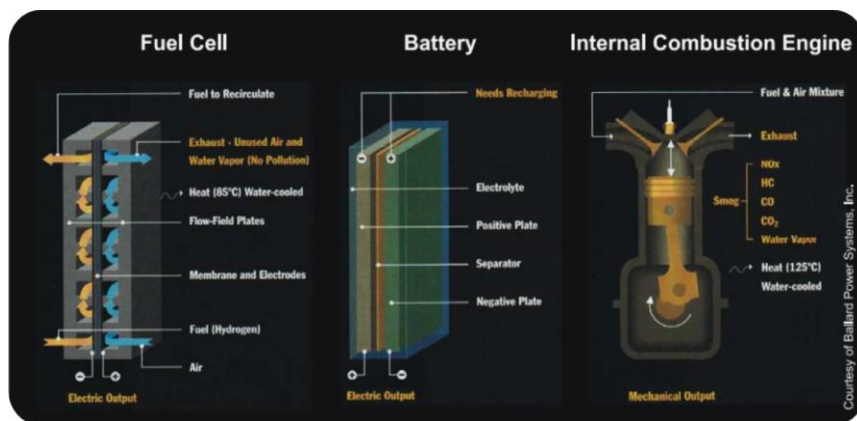 Fuel Cell
Fuel to Recirculate
Exhaust - Unused Air and
Water Vapor (No Pollution)
Heat (85°C) Water-cooled
Flow-Field Plates
Membrane and Electrodes
Fuel (Hydrogen)
Air
− +
Electric Output
Battery
Needs Recharging
− +
Electrolyte
Positive Plate
Separator
Negative Plate
+ −
Electric Output
Internal Combustion Engine
Fuel & Air Mixture
Exhaust
NOx
HC
Smog
CO
CO₂
Water Vapor
Heat (125°C)
Water-cooled
Mechanical Output
Courtesy of Ballard Power Systems, Inc.